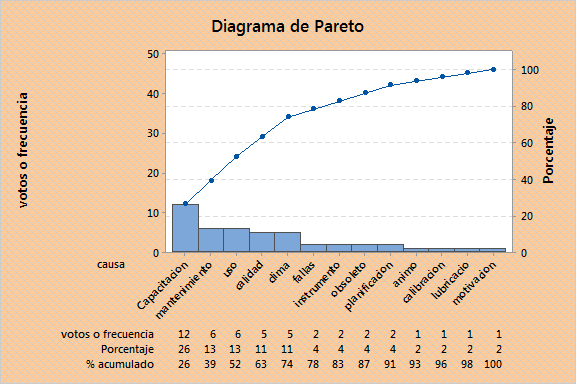 Diagrama de Pareto
votos o frecuencia
50
40
30
20
10
0
100
80
60
40
20
0
Porcentaje
causa
Capacitacion
mantenimiento
uso
calidad
clima
fallas
instrumento
obsoleto
planificacion
animo
calibracion
lubricacio
motivacion
votos o frecuencia 12 6 6 5 5 2 2 2 2 1 1 1 1
Porcentaje 26 13 13 11 11 4 4 4 4 2 2 2 2
% acumulado 26 39 52 63 74 78 83 87 91 93 96 98 100